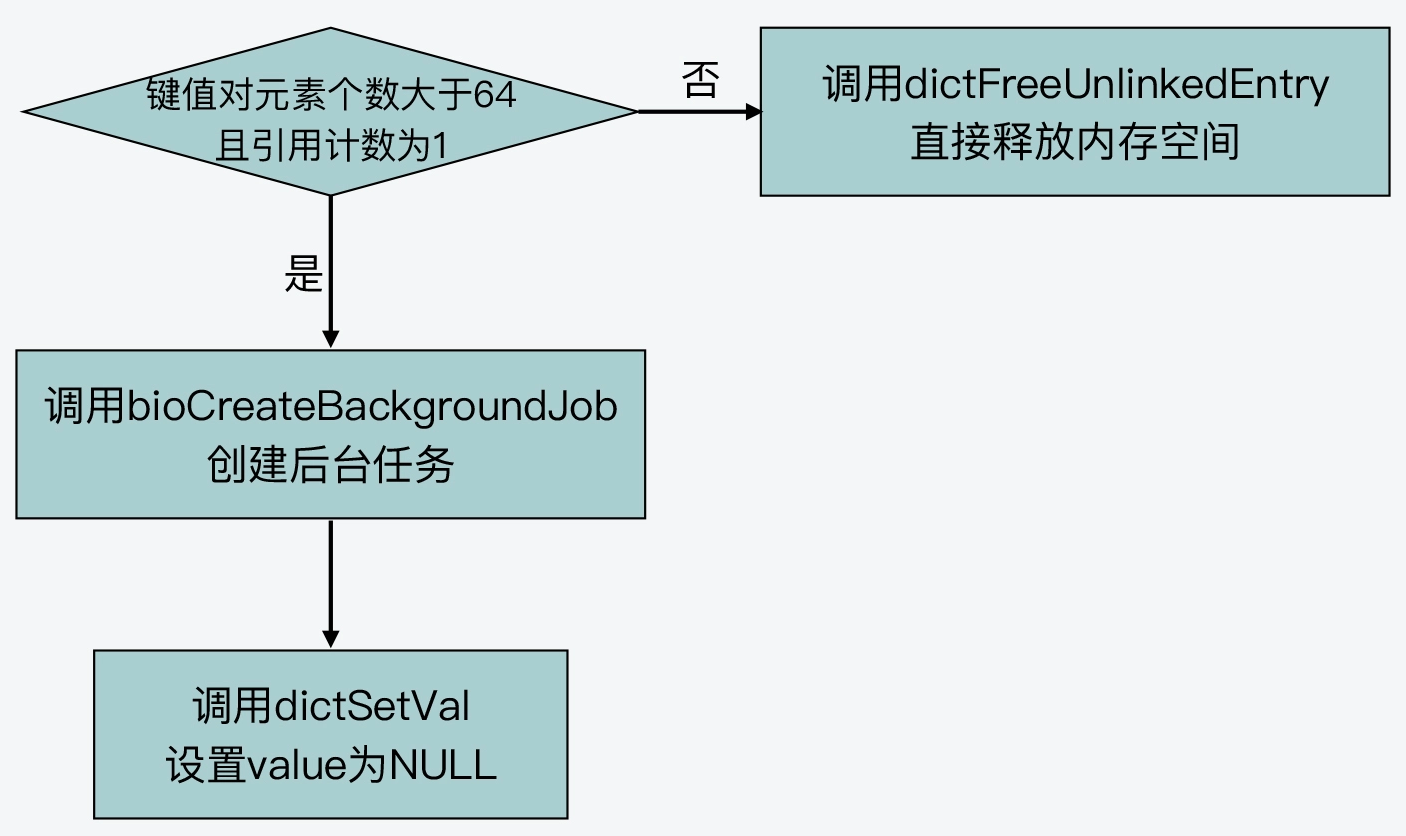 键值对元素个数大于64
且引用计数为1
否
调用dictFreeUnlinkedEntry
直接释放内存空间
是
调用bioCreateBackgroundJob
创建后台任务
调用dictSetVal
设置value为NULL